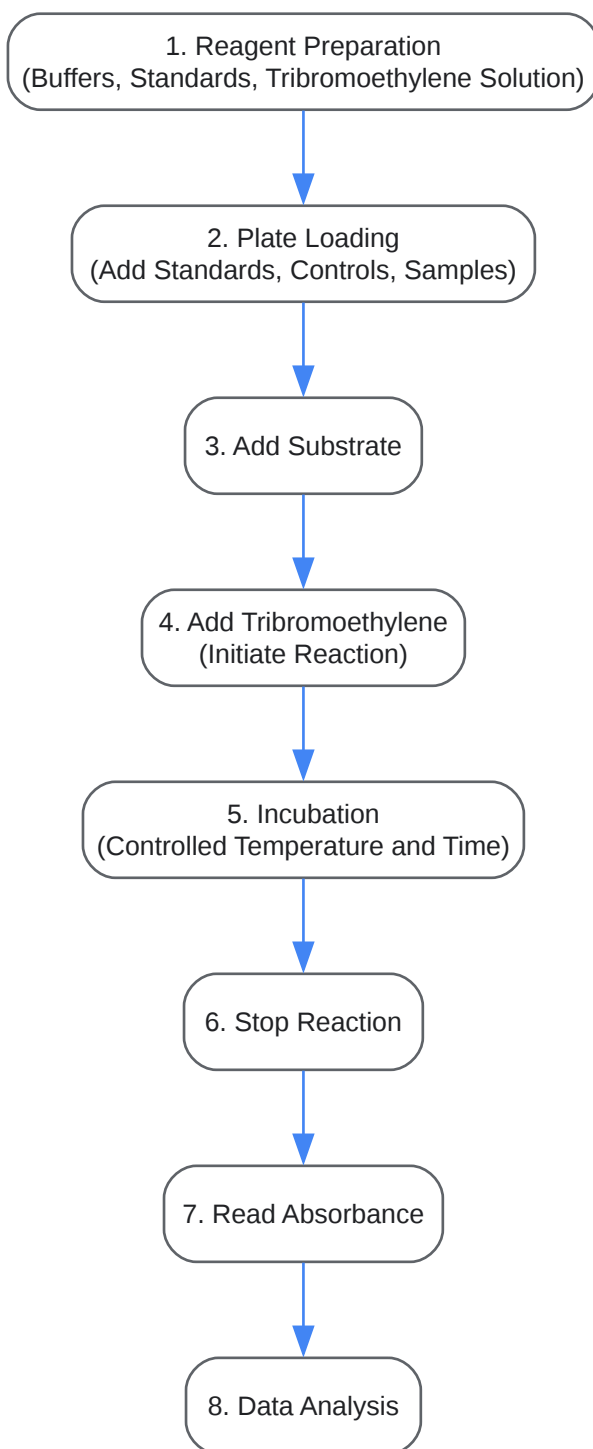 1. Reagent Preparation
(Buffers, Standards, Tribromoethylene Solution)
2. Plate Loading
(Add Standards, Controls, Samples)
3. Add Substrate
4. Add Tribromoethylene
(Initiate Reaction)
5. Incubation
(Controlled Temperature and Time)
6. Stop Reaction
7. Read Absorbance
8. Data Analysis